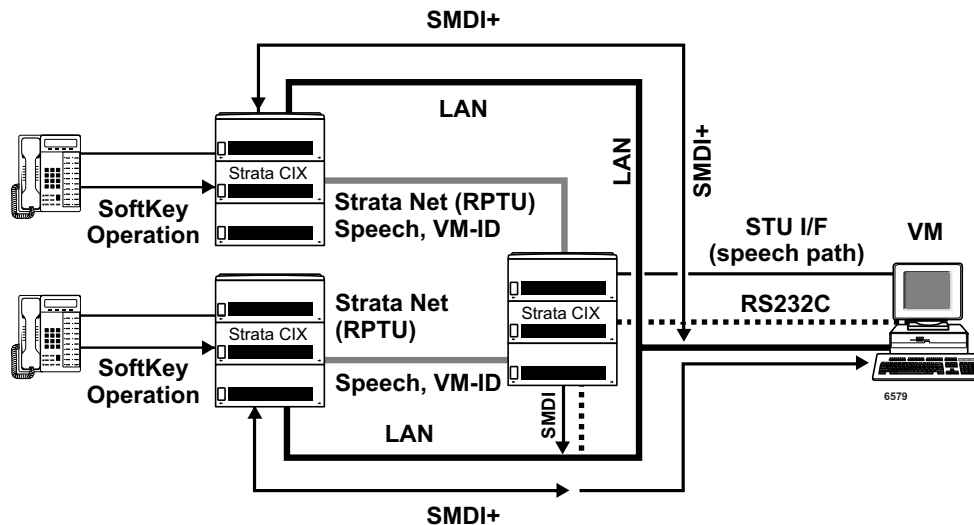 SMDI+
LAN
LAN
SMDI+
Strata CIX
SoftKey
Operation
Strata Net (RPTU)
Speech, VM-ID
STU I/F
(speech path)
VM
RS232C
Strata CIX
Strata Net
(RPTU)
Strata CIX
SoftKey
Operation
Speech, VM-ID
6579
SMDI
LAN
SMDI+